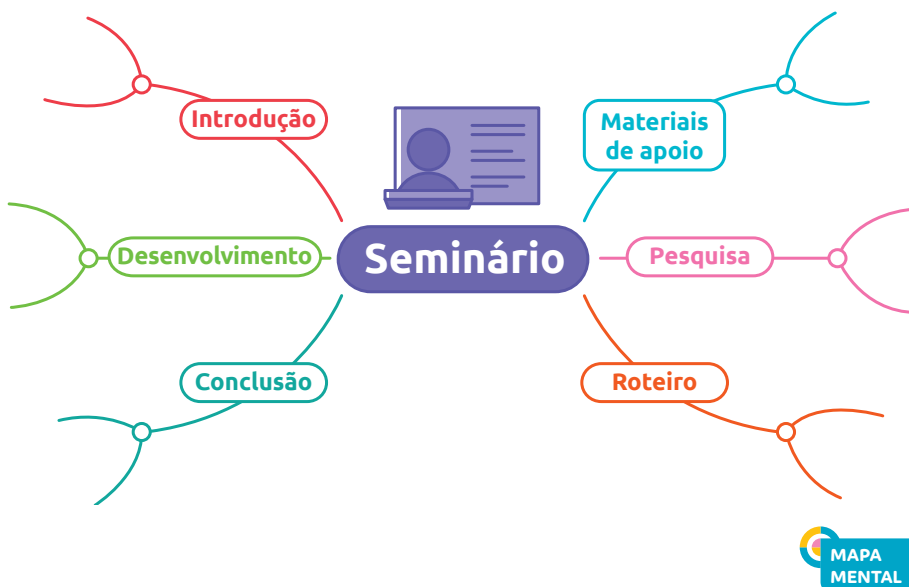 Introdução
Materiais
de apoio
Desenvolvimento
Seminário
Pesquisa
Conclusão
Roteiro
MAPA
MENTAL